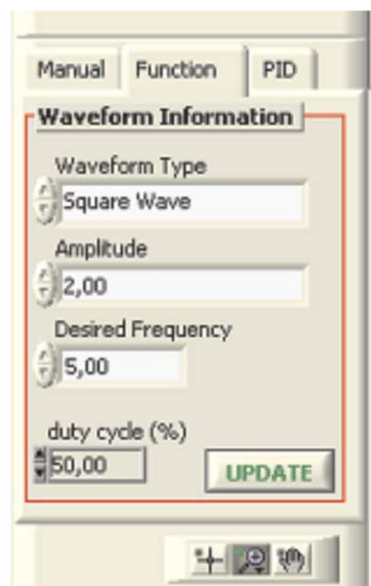 Manual Function PID
Waveform Information
Waveform Type
Square Wave
Amplitude
2,00
Desired Frequency
5,00
duty cycle (%)
50,00
UPDATE